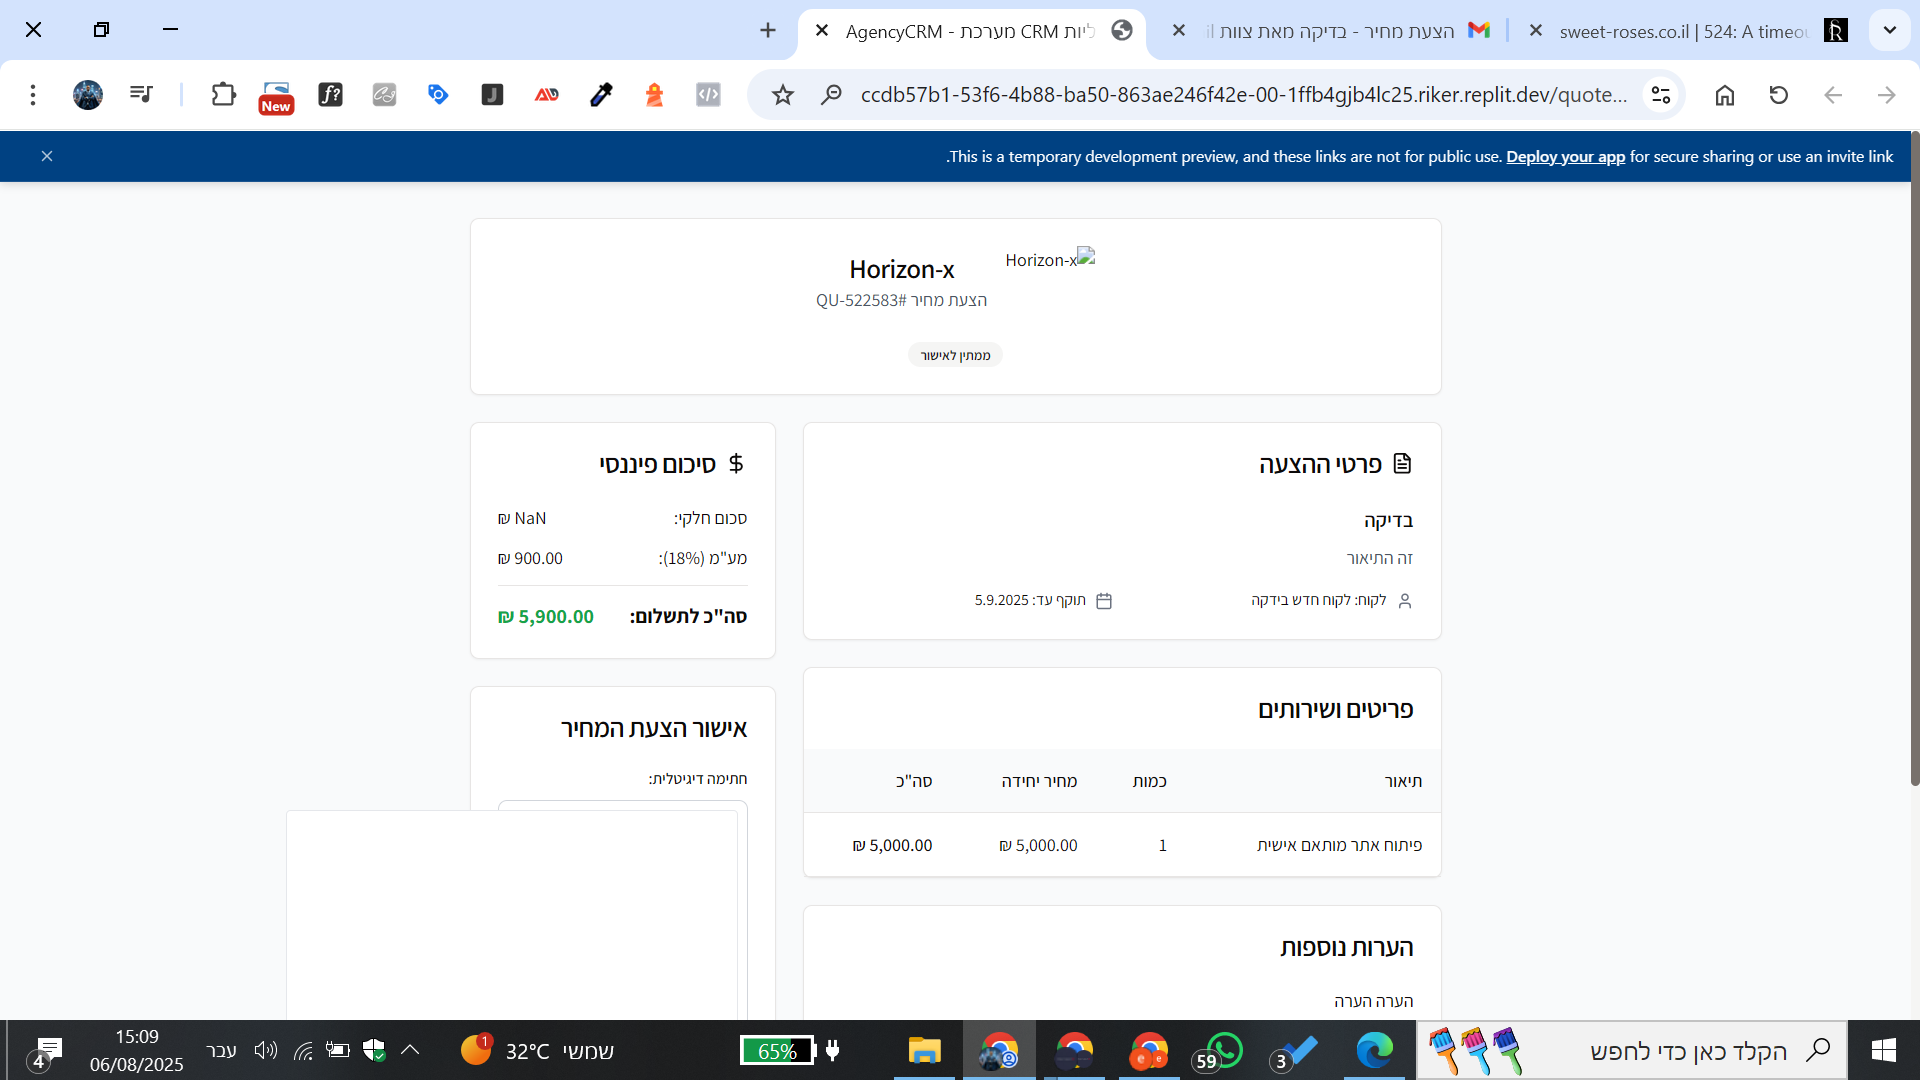 AgencyCRM - מערכת CRM
הצעת מחיר - בדיקה מאת צוות
sweet-roses.co.il | 524: A timeou
New
ccdb57b1-53f6-4b88-ba50-863ae246f42e-00-1ffb4gjb4lc25.riker.replit.dev/quote...
.This is a temporary development preview, and these links are not for public use. Deploy your app for secure sharing or use an invite link
Horizon-x
Horizon-x
הצעת מחיר #QU-522583
ממתין לאישור
פרטי ההצעה
בדיקה
זה התיאור
לקוח: לקוח חדש בידקה
תוקף עד: 5.9.2025
סיכום פיננסי
סכום חלקי: NaN ₪
מע"מ (18%): 900.00 ₪
סה"כ לתשלום: 5,900.00 ₪
פריטים ושירותים
תיאור כמות מחיר יחידה סה"כ
פיתוח אתר מותאם אישית 1 5,000.00 ₪ 5,000.00 ₪
אישור הצעת המחיר
חתימה דיגיטלית:
הערות נוספות
הערה הערה
הקלד כאן כדי לחפש
3
59
65%
32°C שמשי
1
עבר
15:09
06/08/2025
4